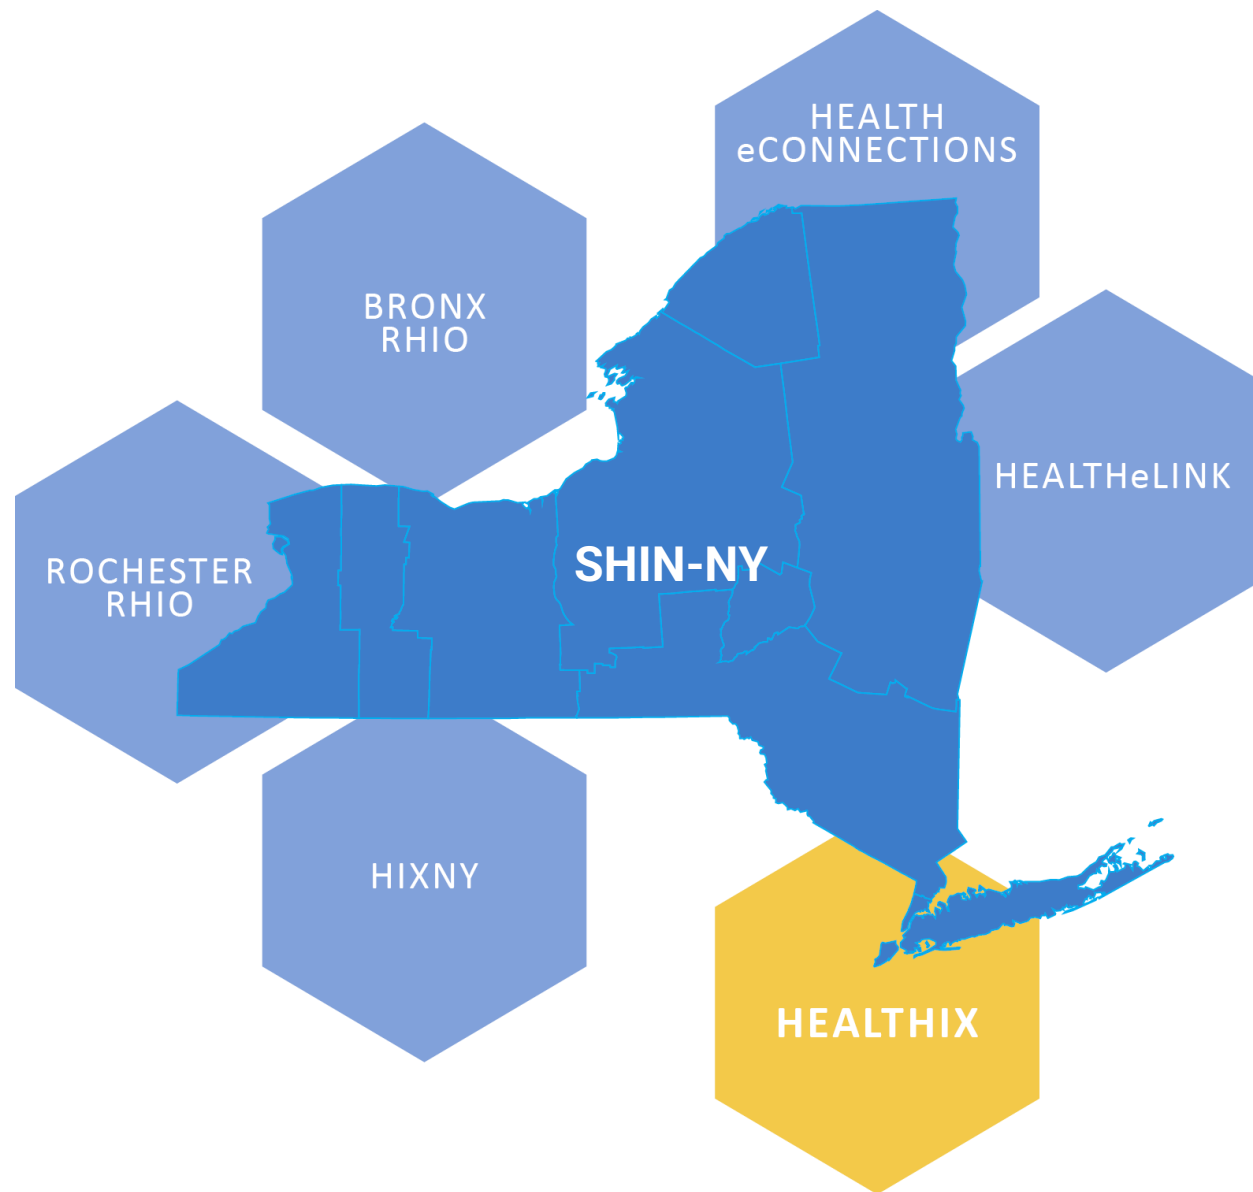 HEALTH
eCONNECTIONS
BRONX
RHIO
HEALTHeLINK
SHIN-NY
ROCHESTER
RHIO
HIXNY
HEALTHIX